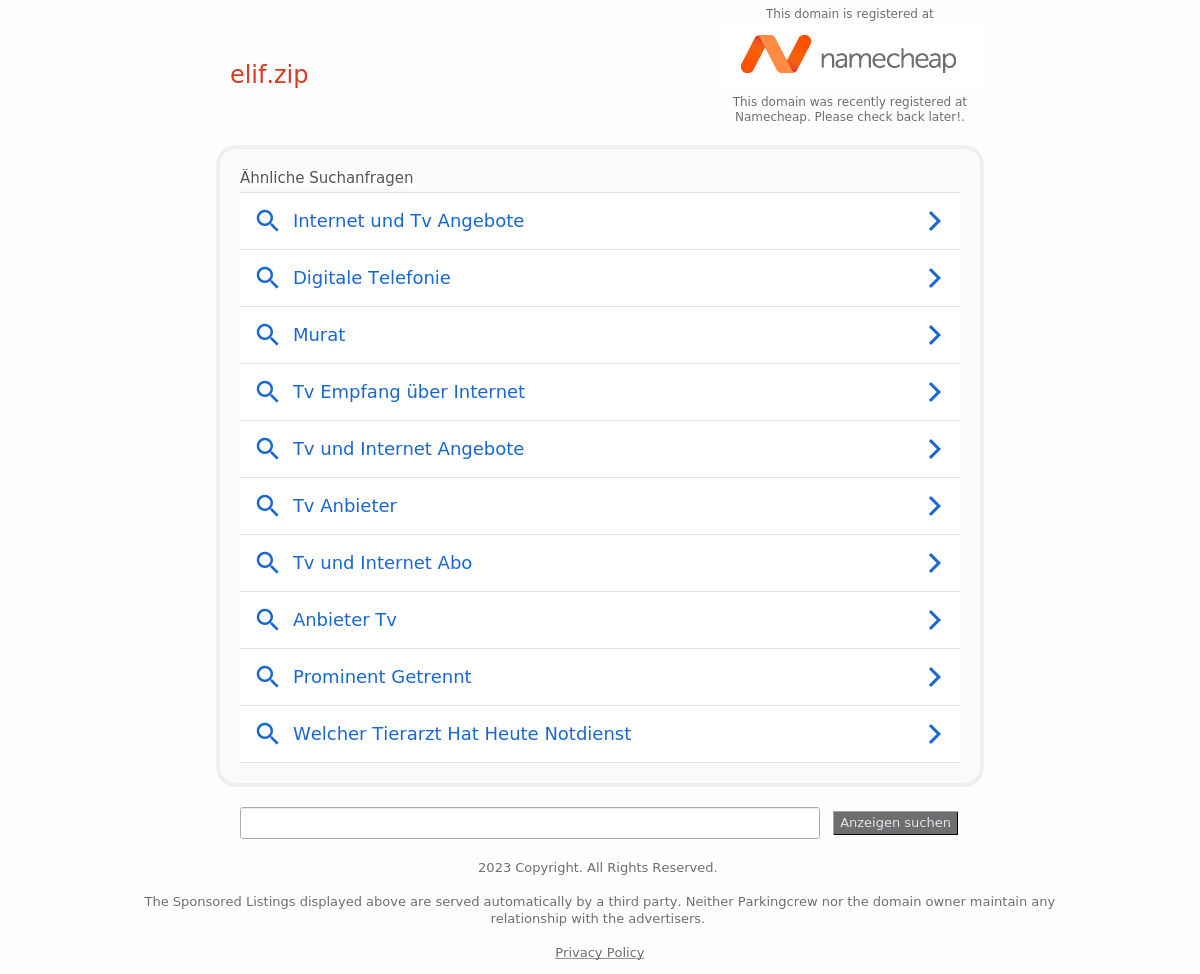 This domain is registered at
namecheap
elif.zip
This domain was recently registered at
Namecheap. Please check back later!.
Ähnliche Suchanfragen
Internet und Tv Angebote
Digitale Telefonie
Murat
Tv Empfang über Internet
Tv und Internet Angebote
Tv Anbieter
Tv und Internet Abo
Anbieter Tv
Prominent Getrennt
Welcher Tierarzt Hat Heute Notdienst
Anzeigen suchen
2023 Copyright. All Rights Reserved.
The Sponsored Listings displayed above are served automatically by a third party. Neither Parkingcrew nor the domain owner maintain any
relationship with the advertisers.
Privacy Policy